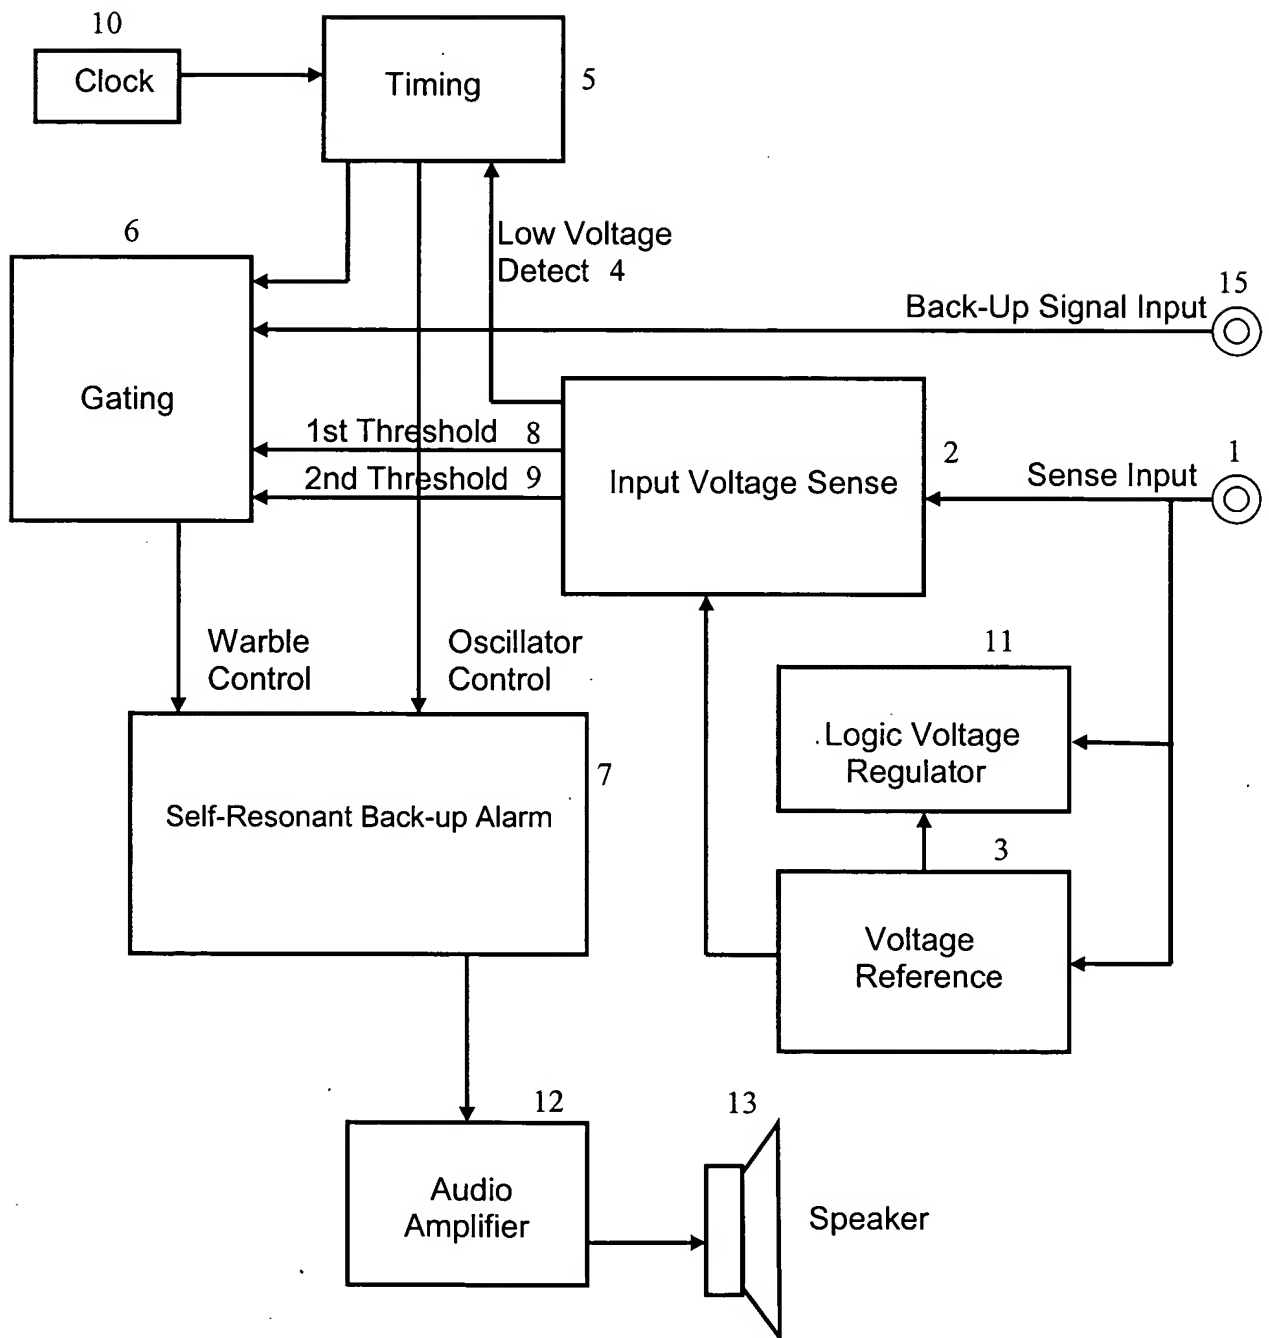 10
Clock
Timing
5
6
Low Voltage
Detect 4
15
Back-Up Signal Input
Gating
1st Threshold 8
2nd Threshold 9
Input Voltage Sense
2
1
Sense Input
Warble
Control
Oscillator
Control
11
Logic Voltage
Regulator
7
Self-Resonant Back-up Alarm
3
Voltage
Reference
12
13
Audio
Amplifier
Speaker